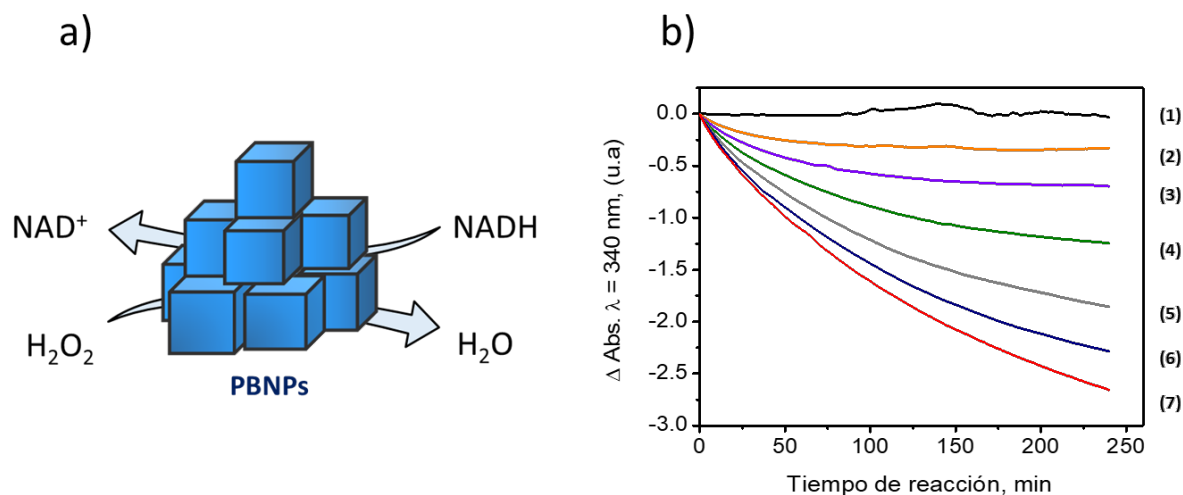 a)
NAD⁺
NADH
H₂O₂
H₂O
PBNPs
b)
Δ Abs. λ = 340 nm, (u.a)
0.0
-0.5
-1.0
-1.5
-2.0
-2.5
-3.0
0
50
100
150
200
250
Tiempo de reacción, min
(1)
(2)
(3)
(4)
(5)
(6)
(7)